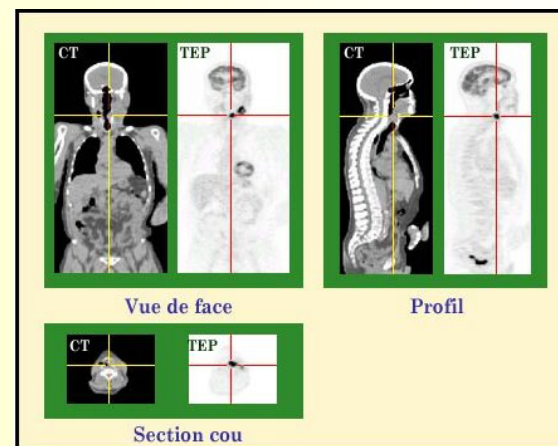 CT TEP CT TEP
Vue de face Profil
CT TEP
Section cou